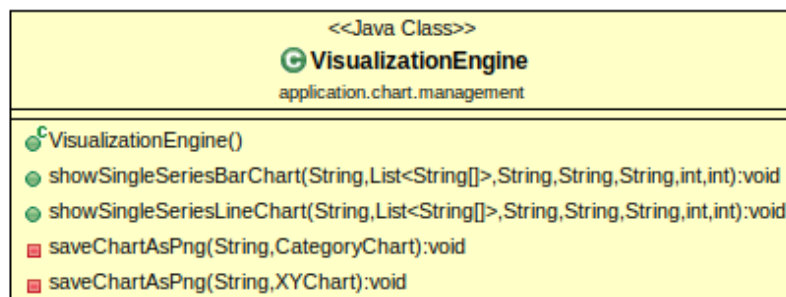 <<Java Class>>
C VisualizationEngine
application.chart.management
C VisualizationEngine()
showSingleSeriesBarChart(String,List<String[]>,String,String,String,int,int):void
showSingleSeriesLineChart(String,List<String[]>,String,String,String,int,int):void
saveChartAsPng(String,CategoryChart):void
saveChartAsPng(String,XYChart):void